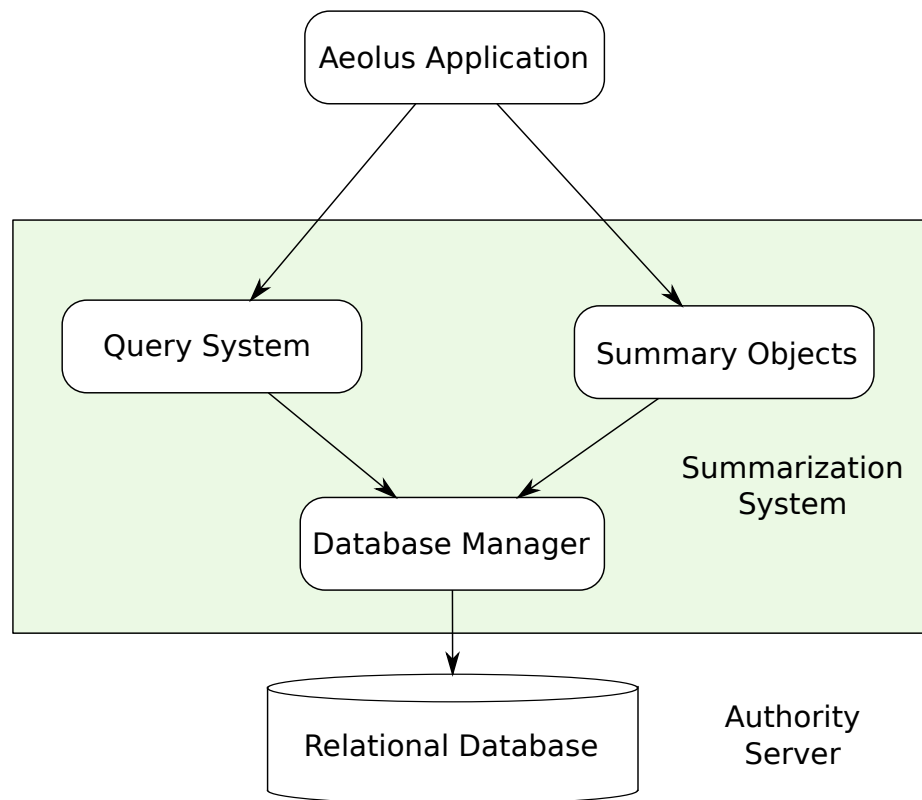 Aeolus Application
Query System
Summary Objects
Summarization
System
Database Manager
Relational Database
Authority
Server